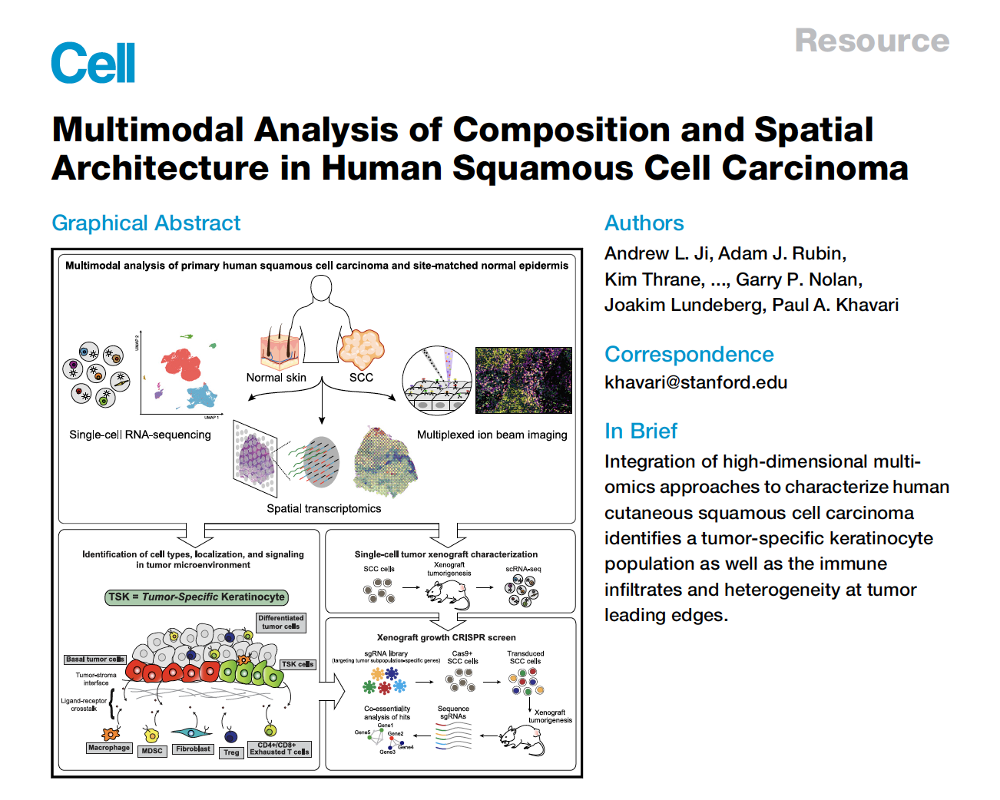 Resource
Cell
Multimodal Analysis of Composition and Spatial
Architecture in Human Squamous Cell Carcinoma
Graphical Abstract
Multimodal analysis of primary human squamous cell carcinoma and site-matched normal epidermis
UMAP 2
UMAP 1
Normal skin
SCC
Single-cell RNA-sequencing
Multiplexed ion beam imaging
Spatial transcriptomics
Identification of cell types, localization, and signaling
in tumor microenvironment
TSK = Tumor-Specific Keratinocyte
Differentiated
tumor cells
Basal tumor cells
TSK cells
Tumor-stroma
interface
Ligand-receptor
crosstalk
Macrophage
MDSC
Fibroblast
Treg
CD4+/CD8+
Exhausted T cells
Single-cell tumor xenograft characterization
SCC cells
Xenograft
tumorigenesis
scRNA-seq
Xenograft growth CRISPR screen
sgRNA library
(targeting tumor subpopulation-specific genes)
Cas9+
SCC cells
Transduced
SCC cells
Xenograft
tumorigenesis
Sequence
sgRNAs
Co-essentiality
analysis of hits
Gene1
Gene5
Gene2
Gene4
Gene3
Authors
Andrew L. Ji, Adam J. Rubin,
Kim Thrane, ..., Garry P. Nolan,
Joakim Lundeberg, Paul A. Khavari
Correspondence
khavari@stanford.edu
In Brief
Integration of high-dimensional multi-
omics approaches to characterize human
cutaneous squamous cell carcinoma
identifies a tumor-specific keratinocyte
population as well as the immune
infiltrates and heterogeneity at tumor
leading edges.